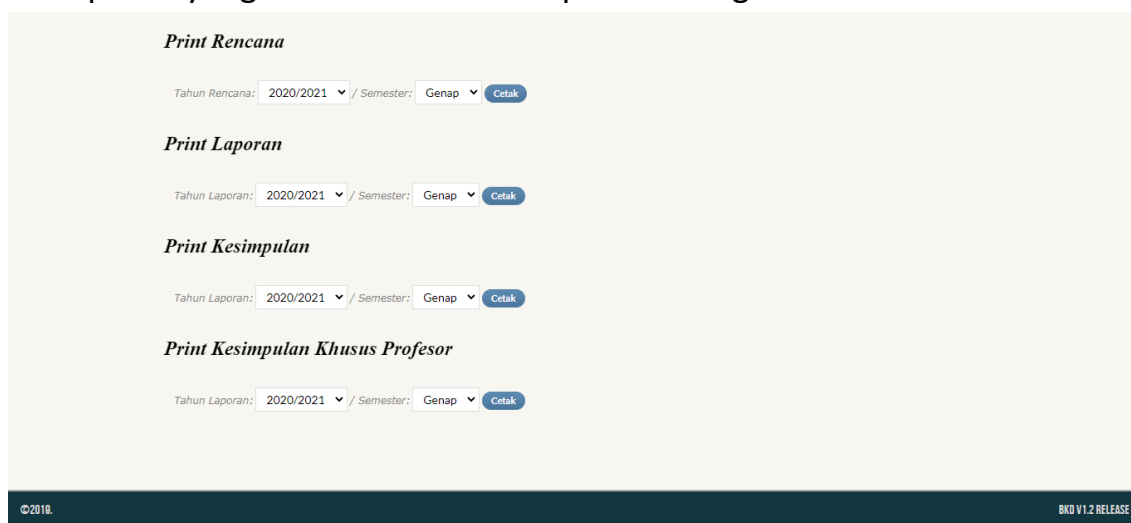 Print Rencana
Tahun Rencana: 2020/2021 / Semester: Genap Cetak
Print Laporan
Tahun Laporan: 2020/2021 / Semester: Genap Cetak
Print Kesimpulan
Tahun Laporan: 2020/2021 / Semester: Genap Cetak
Print Kesimpulan Khusus Profesor
Tahun Laporan: 2020/2021 / Semester: Genap Cetak
©2019. BKD V1.2 RELEASE